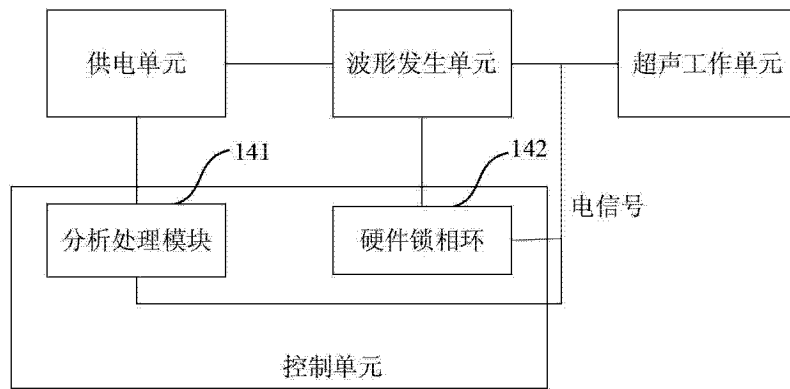 供电单元
波形发生单元
超声工作单元
141
142
电信号
分析处理模块
硬件锁相环
控制单元